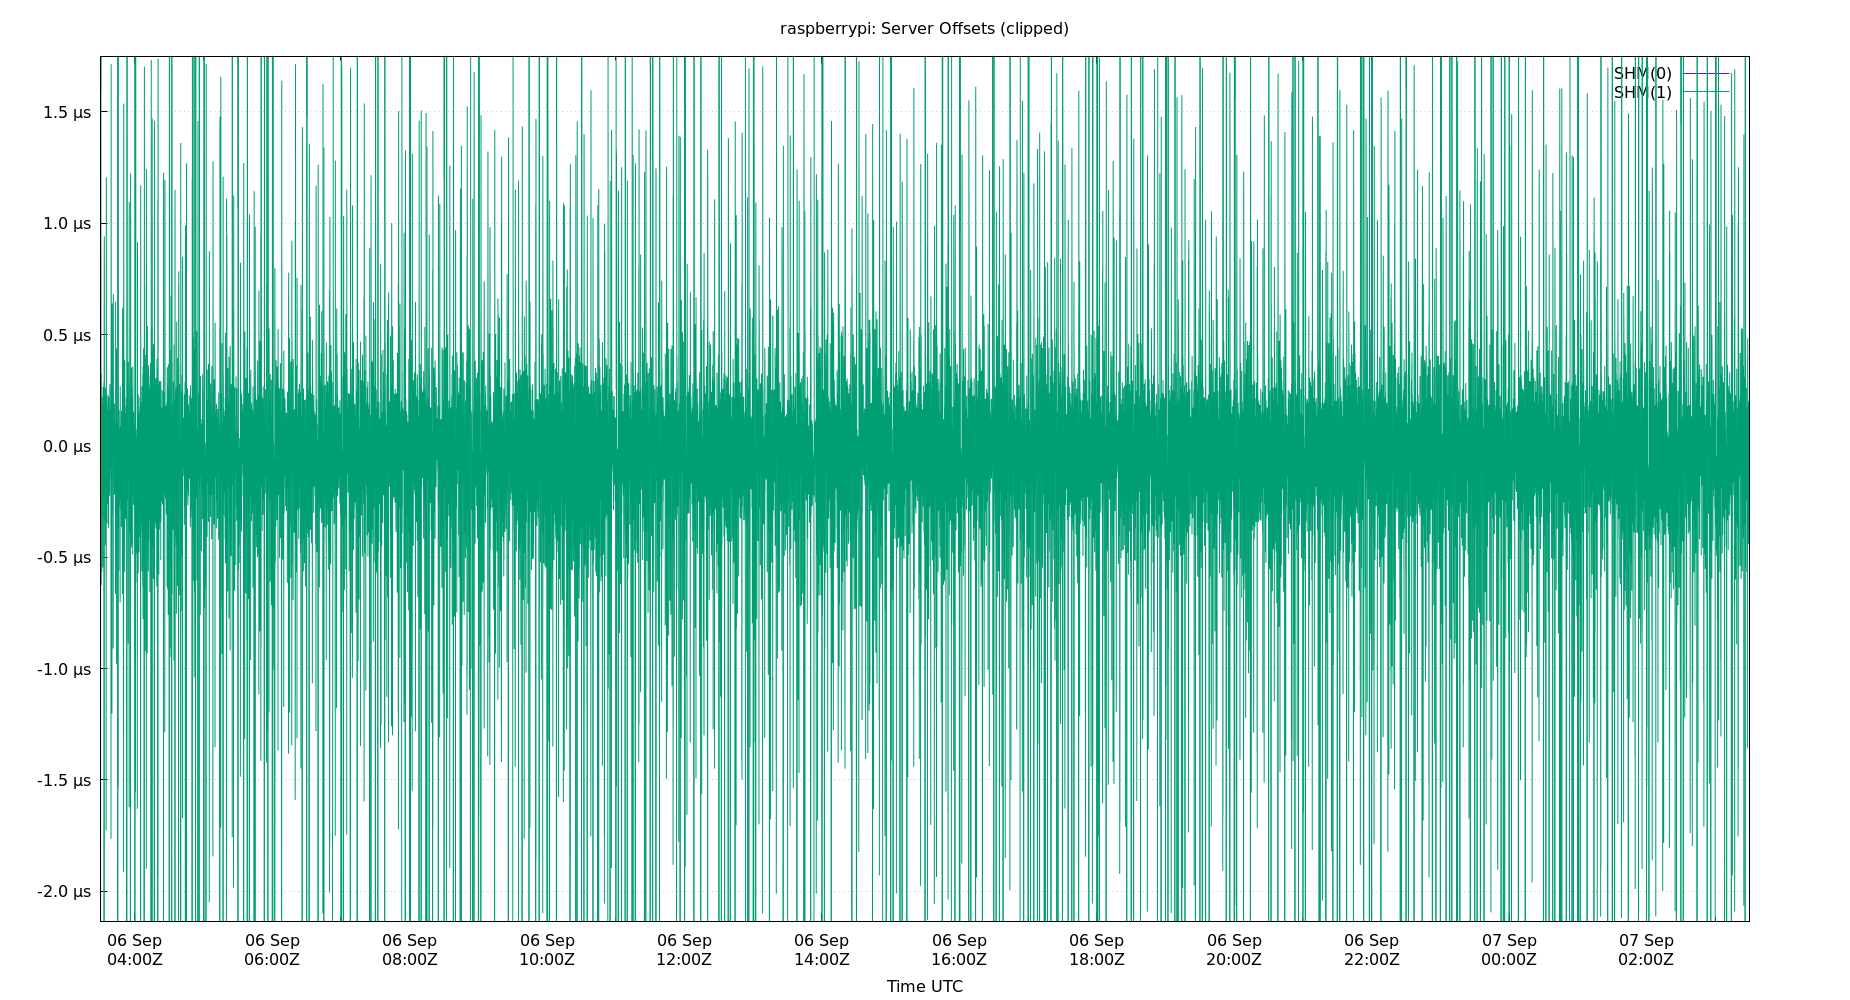 raspberrypi: Server Offsets (clipped)
SHM(0)
SHM(1)
1.5 µs
1.0 µs
0.5 µs
0.0 µs
-0.5 µs
-1.0 µs
-1.5 µs
-2.0 µs
06 Sep 06 Sep 06 Sep 06 Sep 06 Sep 06 Sep 06 Sep 06 Sep 06 Sep 06 Sep 07 Sep 07 Sep
04:00Z 06:00Z 08:00Z 10:00Z 12:00Z 14:00Z 16:00Z 18:00Z 20:00Z 22:00Z 00:00Z 02:00Z
Time UTC